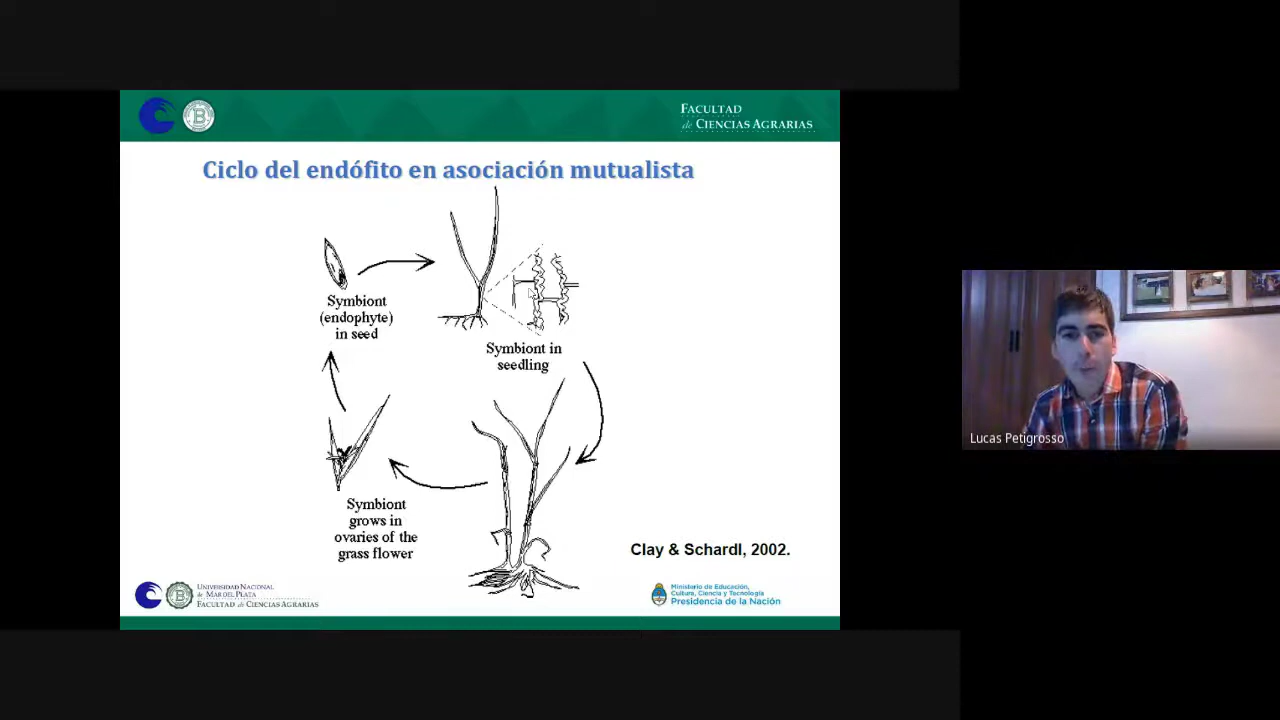 FACULTAD
de CIENCIAS AGRARIAS
Ciclo del endófito en asociación mutualista
Symbiont
(endophyte)
in seed
Symbiont in
seedling
Symbiont
grows in
ovaries of the
grass flower
Clay & Schardl, 2002.
UNIVERSIDAD NACIONAL
de MAR DEL PLATA
FACULTAD de CIENCIAS AGRARIAS
Ministerio de Educación,
Cultura, Ciencia y Tecnología
Presidencia de la Nación
Lucas Petigrosso